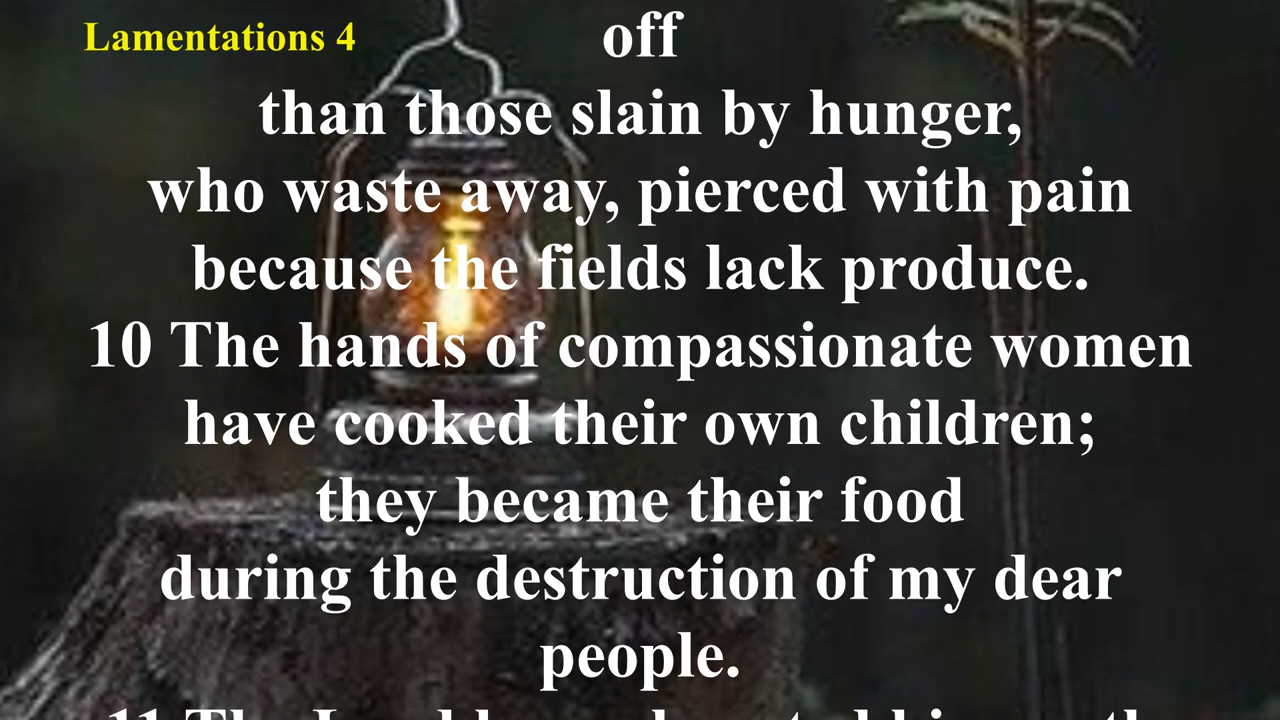 Lamentations 4
off
than those slain by hunger,
who waste away, pierced with pain
because the fields lack produce.
10 The hands of compassionate women
have cooked their own children;
they became their food
during the destruction of my dear
people.